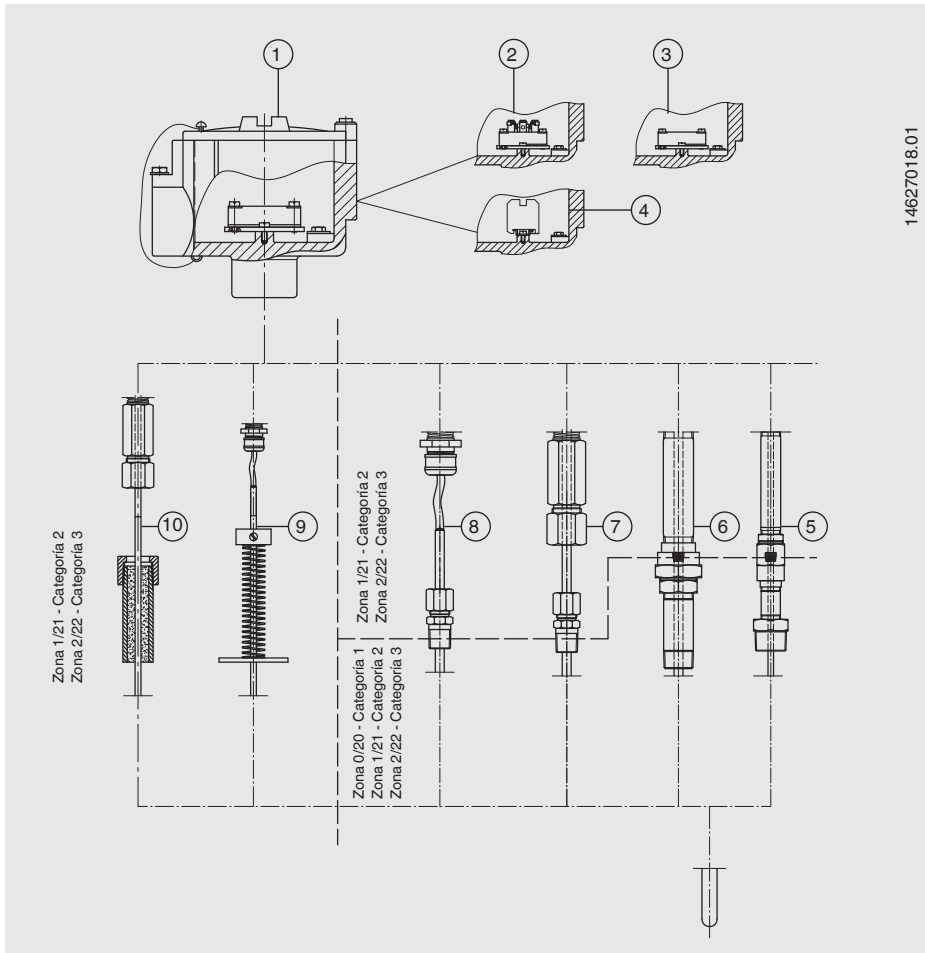 1
2
3
14627018.01
4
10
9
8
7
6
5
Zona 1/21 - Categoría 2
Zona 2/22 - Categoría 3
Zona 1/21 - Categoría 2
Zona 2/22 - Categoría 3
Zona 0/20 - Categoría 1
Zona 1/21 - Categoría 2
Zona 2/22 - Categoría 3